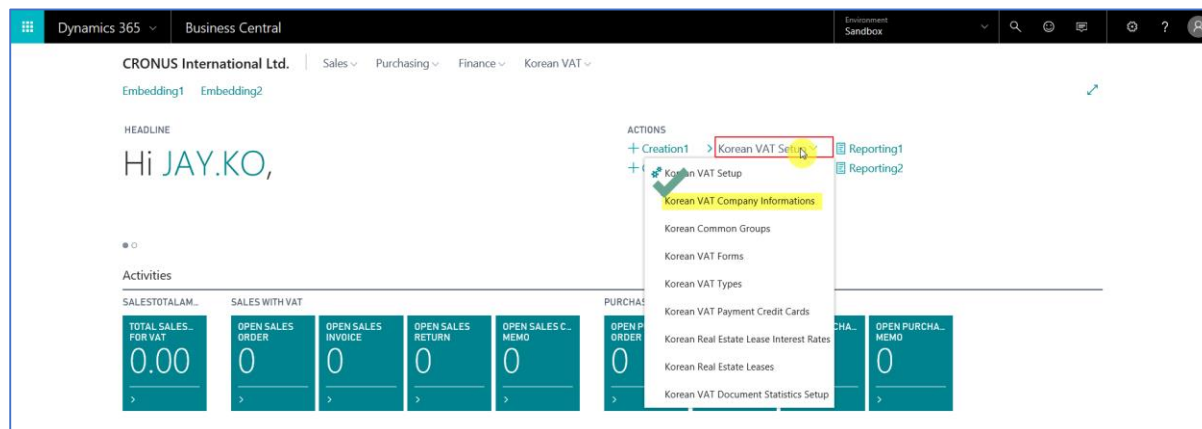 Dynamics 365 Business Central Environment Sandbox ?
CRONUS International Ltd. Sales Purchasing Finance Korean VAT
Embedding1 Embedding2
HEADLINE
Hi JAY.KO,
ACTIONS
Creation1 Korean VAT Setup Reporting1
Reporting2
Korean VAT Setup
Korean VAT Company Informations
Korean Common Groups
Korean VAT Forms
Korean VAT Types
Korean VAT Payment Credit Cards
Korean Real Estate Lease Interest Rates
Korean Real Estate Leases
Korean VAT Document Statistics Setup
Activities
SALESTOTALAM... SALES WITH VAT
TOTAL SALES... FOR VAT
0.00
OPEN SALES ORDER
0
OPEN SALES INVOICE
0
OPEN SALES RETURN
0
OPEN SALES C... MEMO
0
OPEN P
ORDER
0
OPEN PURCHA...
MEMO
0